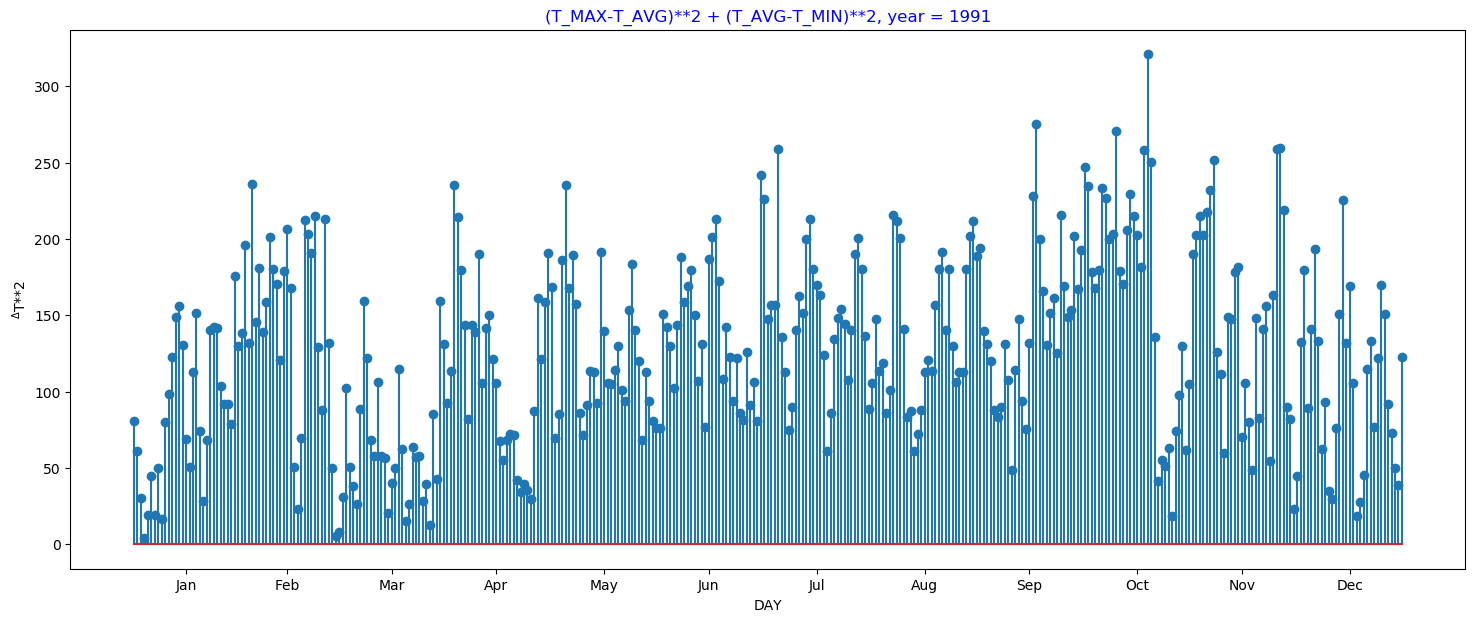 (T_MAX-T_AVG)**2 + (T_AVG-T_MIN)**2, year = 1991
300
250
200
150
100
50
0
ΔT**2
Jan Feb Mar Apr May Jun Jul Aug Sep Oct Nov Dec
DAY